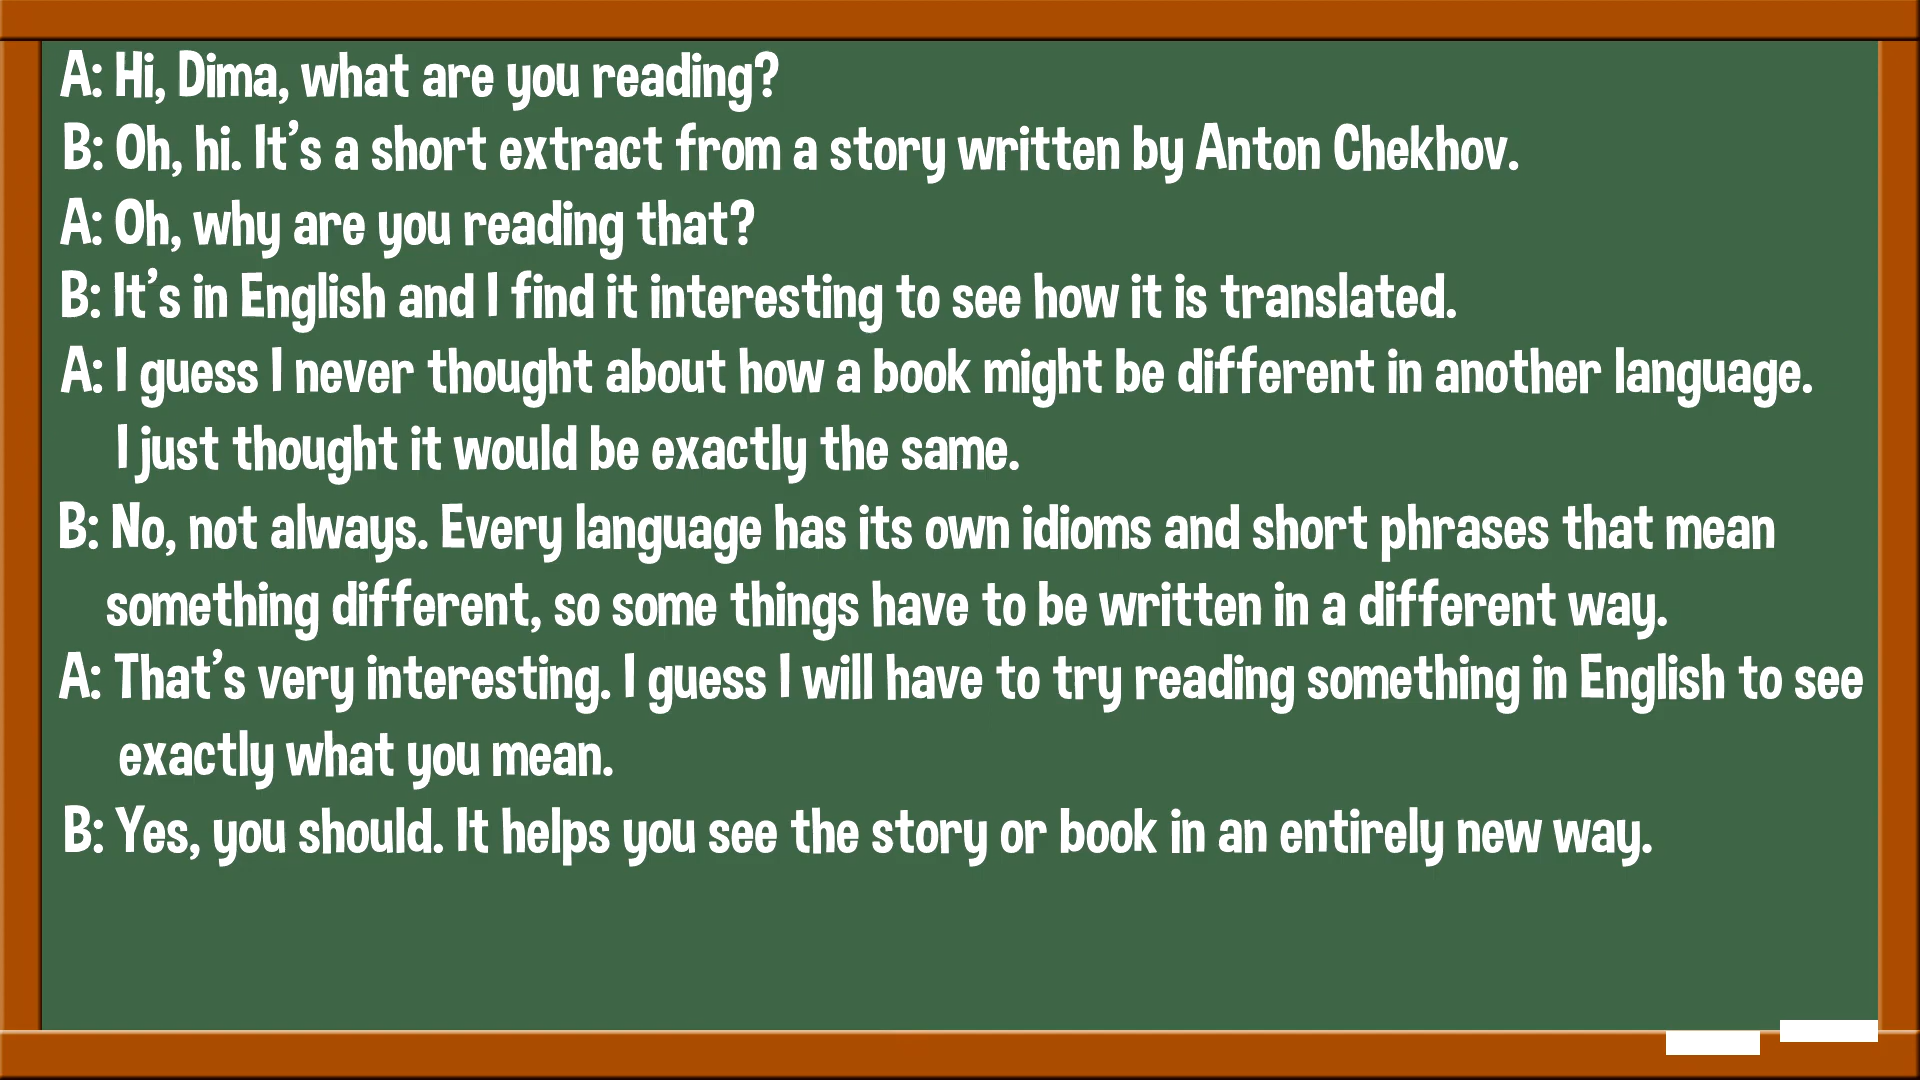 A: Hi, Dima, what are you reading?
B: Oh, hi. It's a short extract from a story written by Anton Chekhov.
A: Oh, why are you reading that?
B: It's in English and I find it interesting to see how it is translated.
A: I guess I never thought about how a book might be different in another language.
I just thought it would be exactly the same.
B: No, not always. Every language has its own idioms and short phrases that mean
something different, so some things have to be written in a different way.
A: That's very interesting. I guess I will have to try reading something in English to see
exactly what you mean.
B: Yes, you should. It helps you see the story or book in an entirely new way.